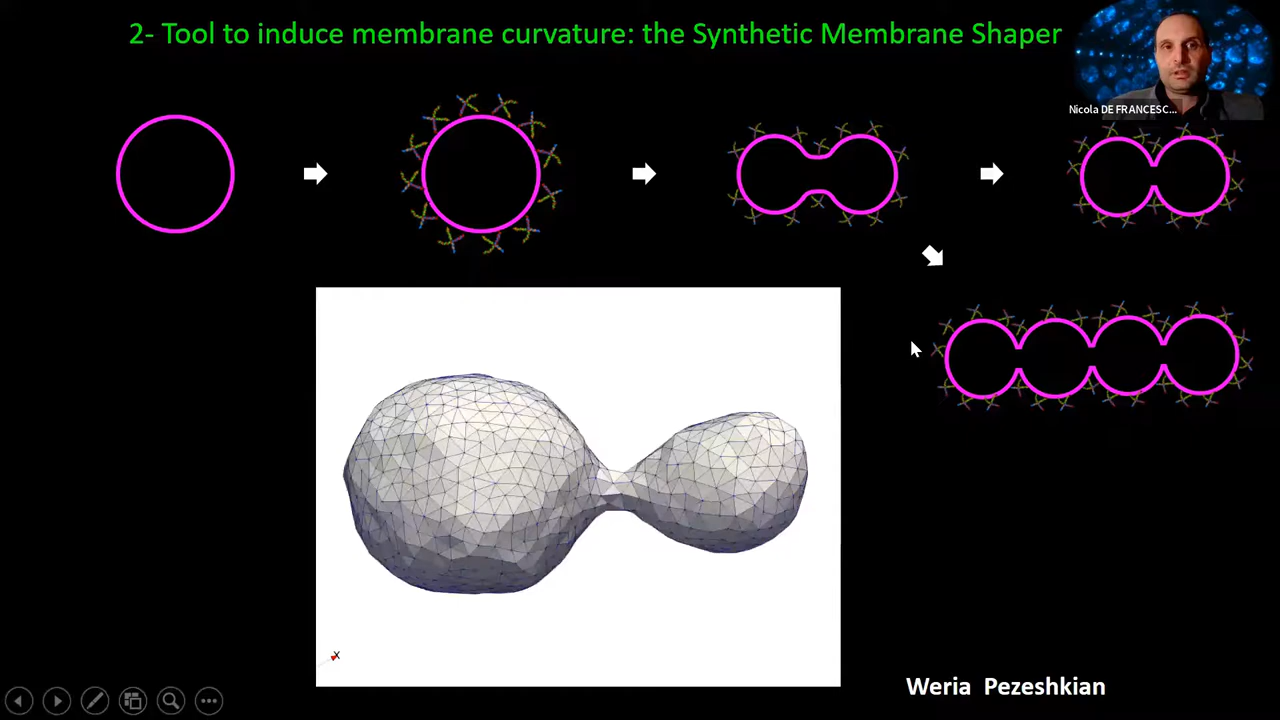 2- Tool to induce membrane curvature: the Synthetic Membrane Shaper
Nicola DE FRANCESC...
X
Weria Pezeshkian